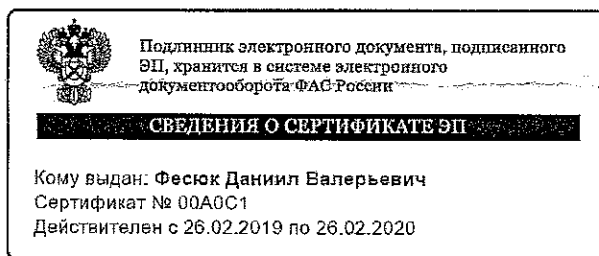 Подлинник электронного документа, подписанного
ЭП, хранится в системе электронного
документооборота ФАС России
СВЕДЕНИЯ О СЕРТИФИКАТЕ ЭП
Кому выдан: Фесюк Даниил Валерьевич
Сертификат № 00A0C1
Действителен с 26.02.2019 по 26.02.2020